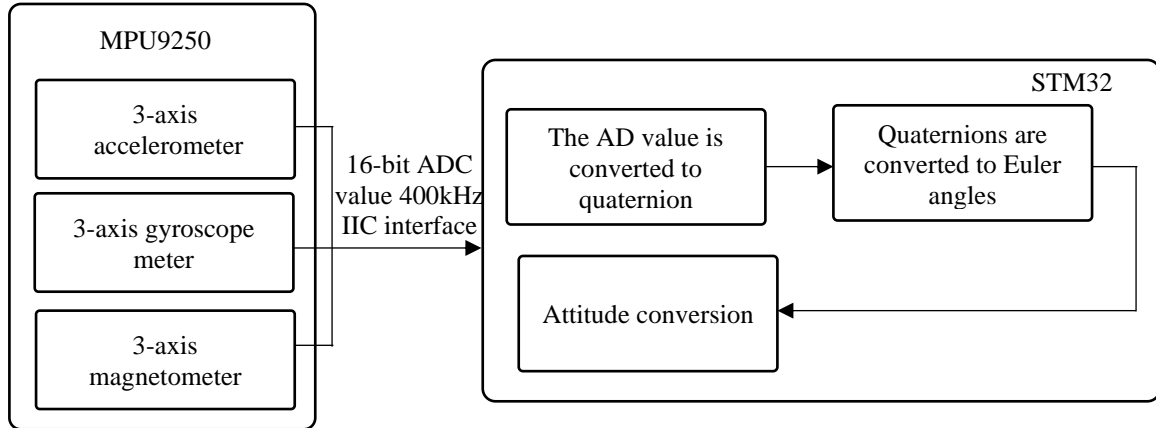 MPU9250
3-axis
accelerometer
3-axis gyroscope
meter
3-axis
magnetometer
16-bit ADC
value 400kHz
IIC interface
STM32
The AD value is
converted to
quaternion
Quaternions are
converted to Euler
angles
Attitude conversion